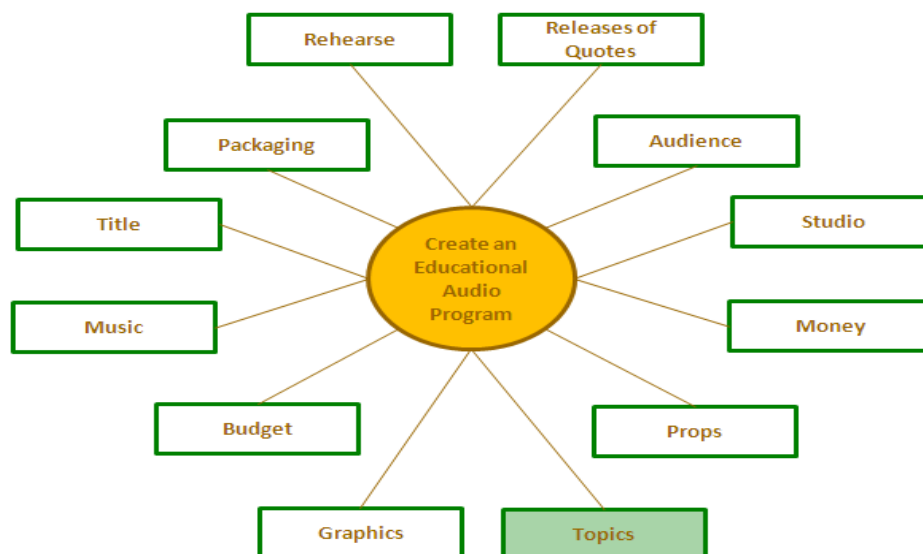 Rehearse
Releases of
Quotes
Packaging
Audience
Title
Studio
Create an
Educational
Audio
Program
Music
Money
Budget
Props
Graphics
Topics